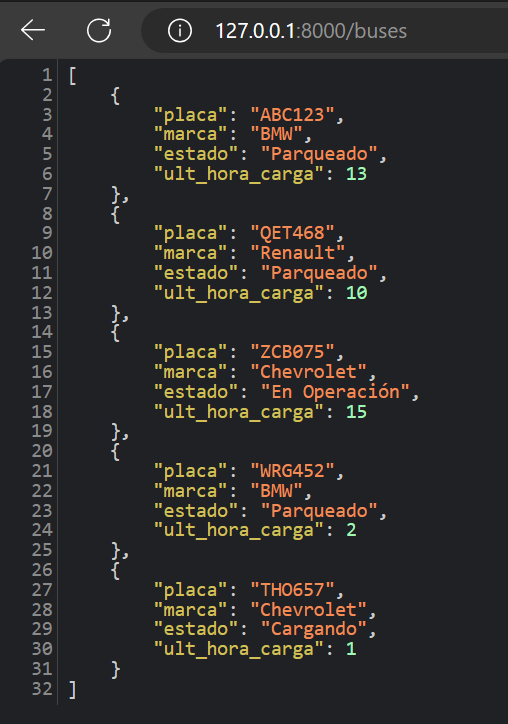 127.0.0.1:8000/buses
1 [
2 {
3 "placa": "ABC123",
4 "marca": "BMW",
5 "estado": "Parqueado",
6 "ult_hora_carga": 13
7 },
8 {
9 "placa": "QET468",
10 "marca": "Renault",
11 "estado": "Parqueado",
12 "ult_hora_carga": 10
13 },
14 {
15 "placa": "ZCB075",
16 "marca": "Chevrolet",
17 "estado": "En Operación",
18 "ult_hora_carga": 15
19 },
20 {
21 "placa": "WRG452",
22 "marca": "BMW",
23 "estado": "Parqueado",
24 "ult_hora_carga": 2
25 },
26 {
27 "placa": "THO657",
28 "marca": "Chevrolet",
29 "estado": "Cargando",
30 "ult_hora_carga": 1
31 }
32 ]